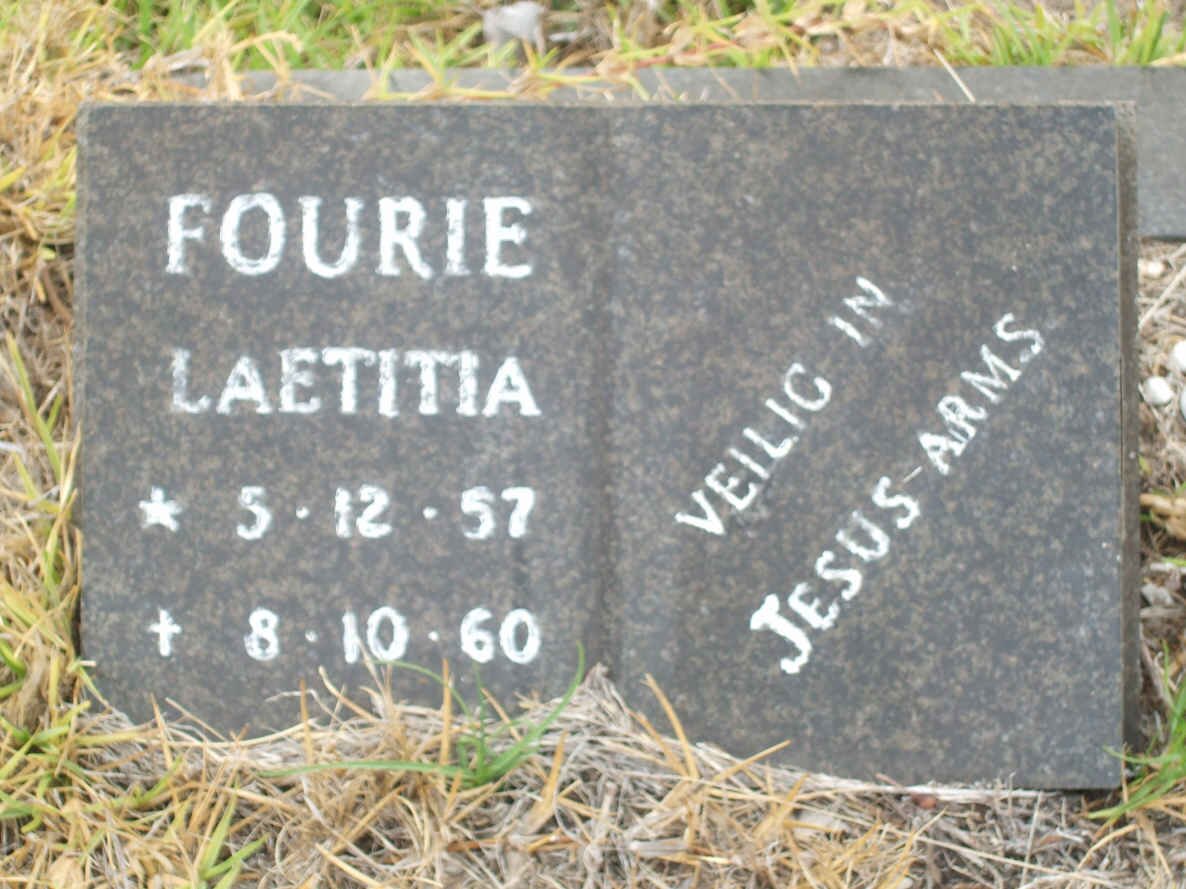 FOURIE
LAETITIA
★ 5·12·57
✝ 8·10·60
VEILIG IN
JESUS-ARMS